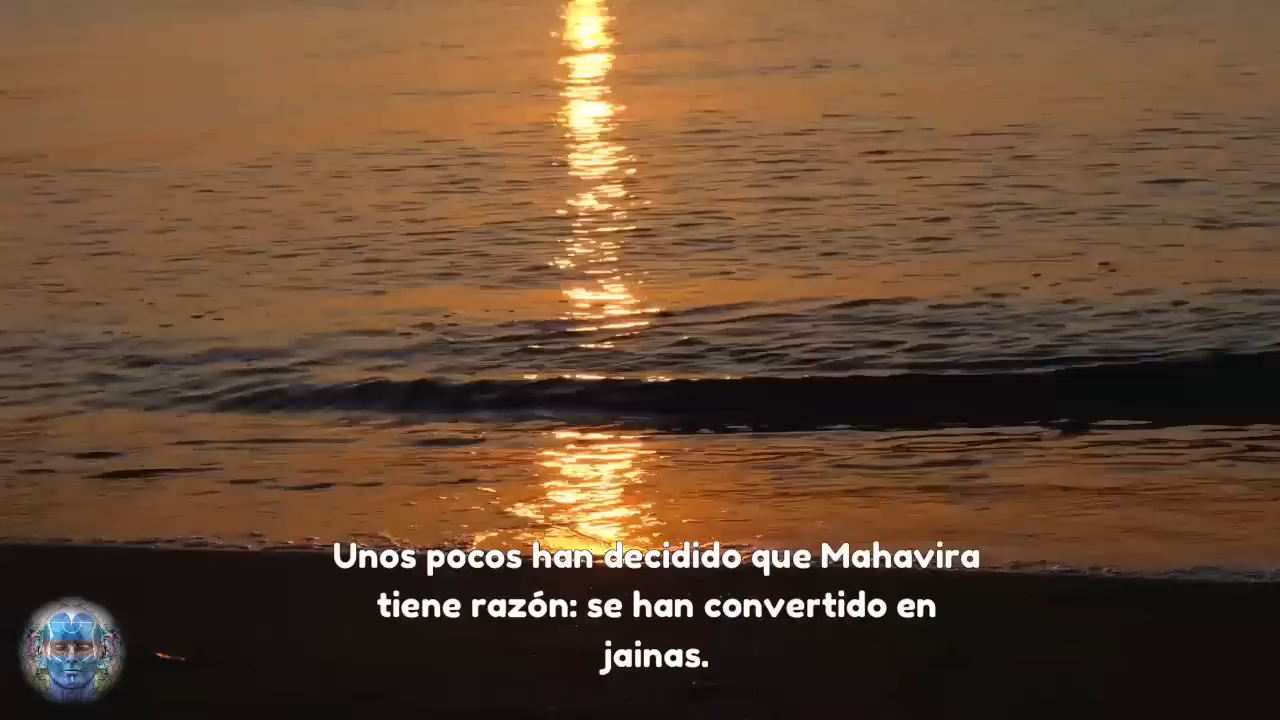 Unos pocos han decidido que Mahavira
tiene razón: se han convertido en
jainas.